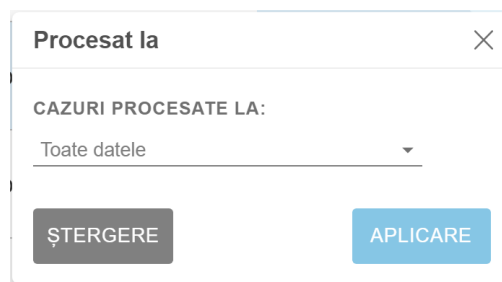 Procesat la
CAZURI PROCESATE LA:
Toate datele
ȘTERGERE
APLICARE